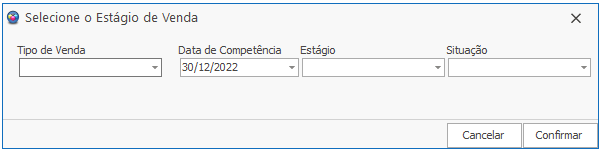 Selecione o Estágio de Venda
Tipo de Venda Data de Competência Estágio Situação
30/12/2022
Cancelar Confirmar